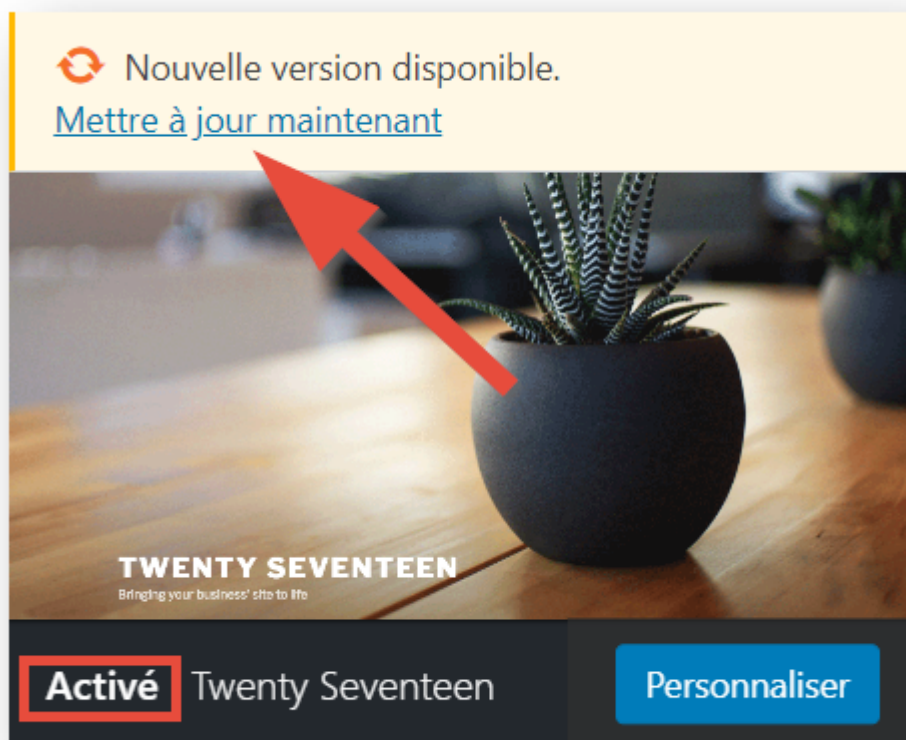 Nouvelle version disponible.
Mettre à jour maintenant
TWENTY SEVENTEEN
Bringing your business' site to life
Activé Twenty Seventeen Personnaliser